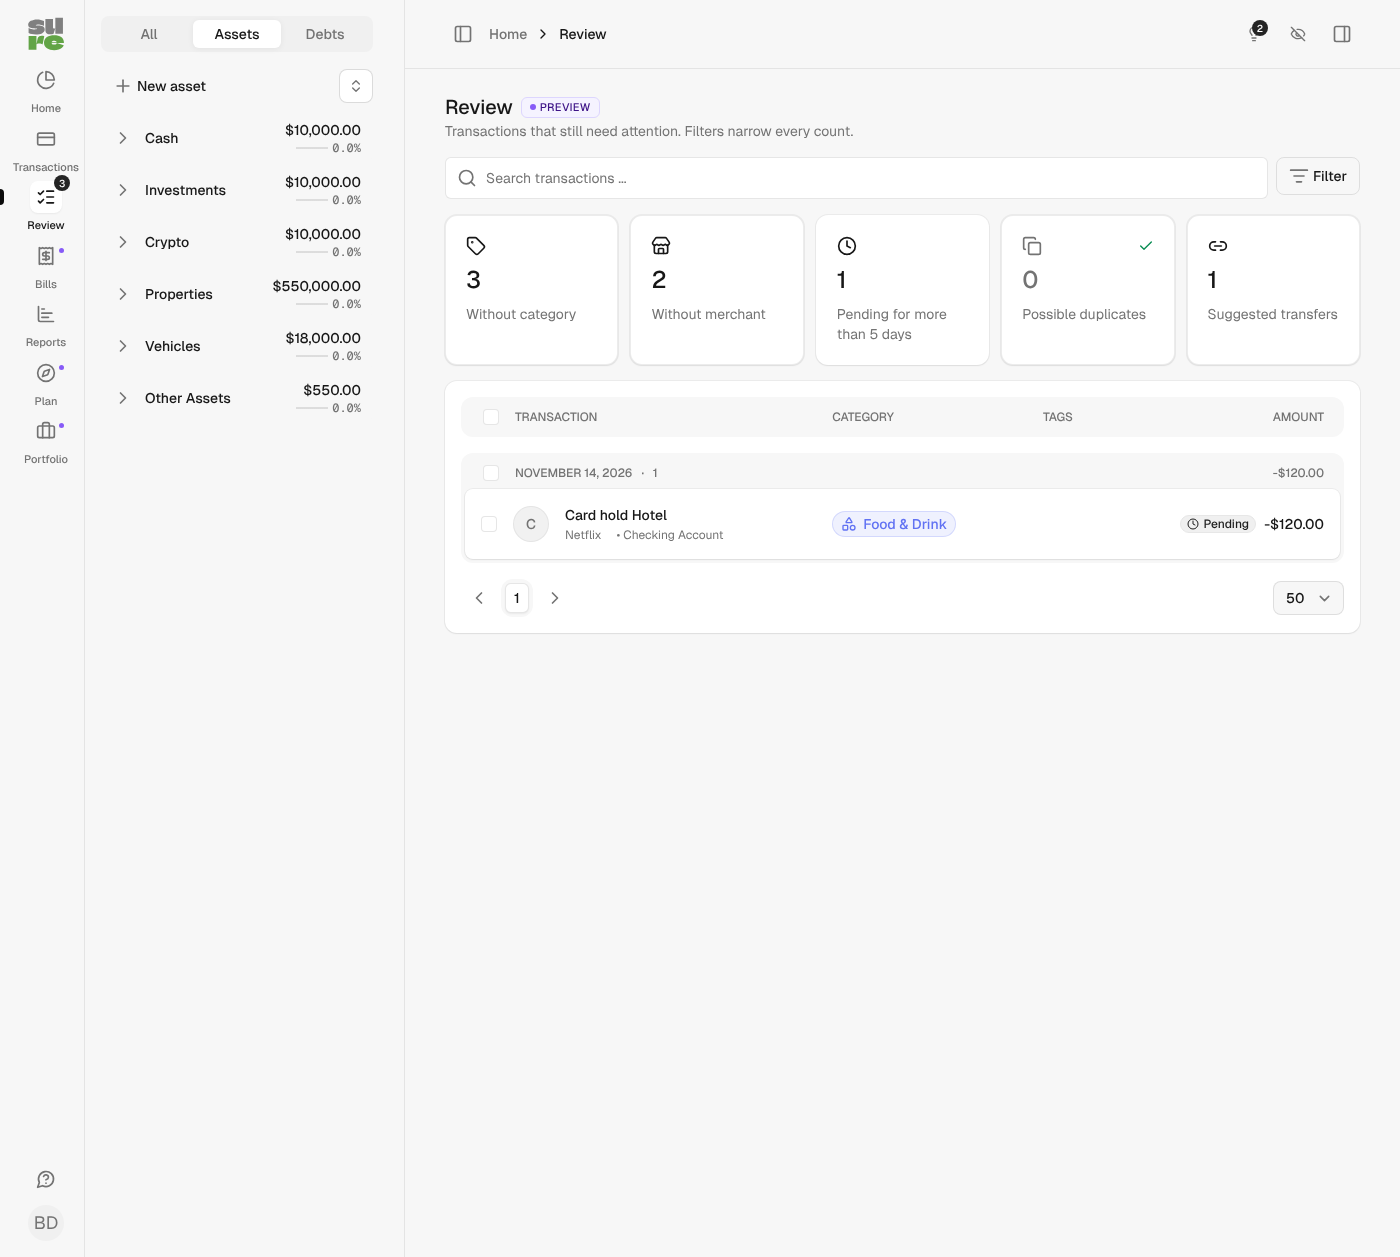 sure
Home
Transactions
3
Review
Bills
Reports
Plan
Portfolio
BD
All
Assets
Debts
New asset
Cash
$10,000.00
0.0%
Investments
$10,000.00
0.0%
Crypto
$10,000.00
0.0%
Properties
$550,000.00
0.0%
Vehicles
$18,000.00
0.0%
Other Assets
$550.00
0.0%
Home
Review
2
Review
PREVIEW
Transactions that still need attention. Filters narrow every count.
Search transactions ...
Filter
3
Without category
2
Without merchant
1
Pending for more
than 5 days
0
Possible duplicates
1
Suggested transfers
TRANSACTION
CATEGORY
TAGS
AMOUNT
NOVEMBER 14, 2026 · 1
-$120.00
C
Card hold Hotel
Netflix • Checking Account
Food & Drink
Pending
-$120.00
1
50